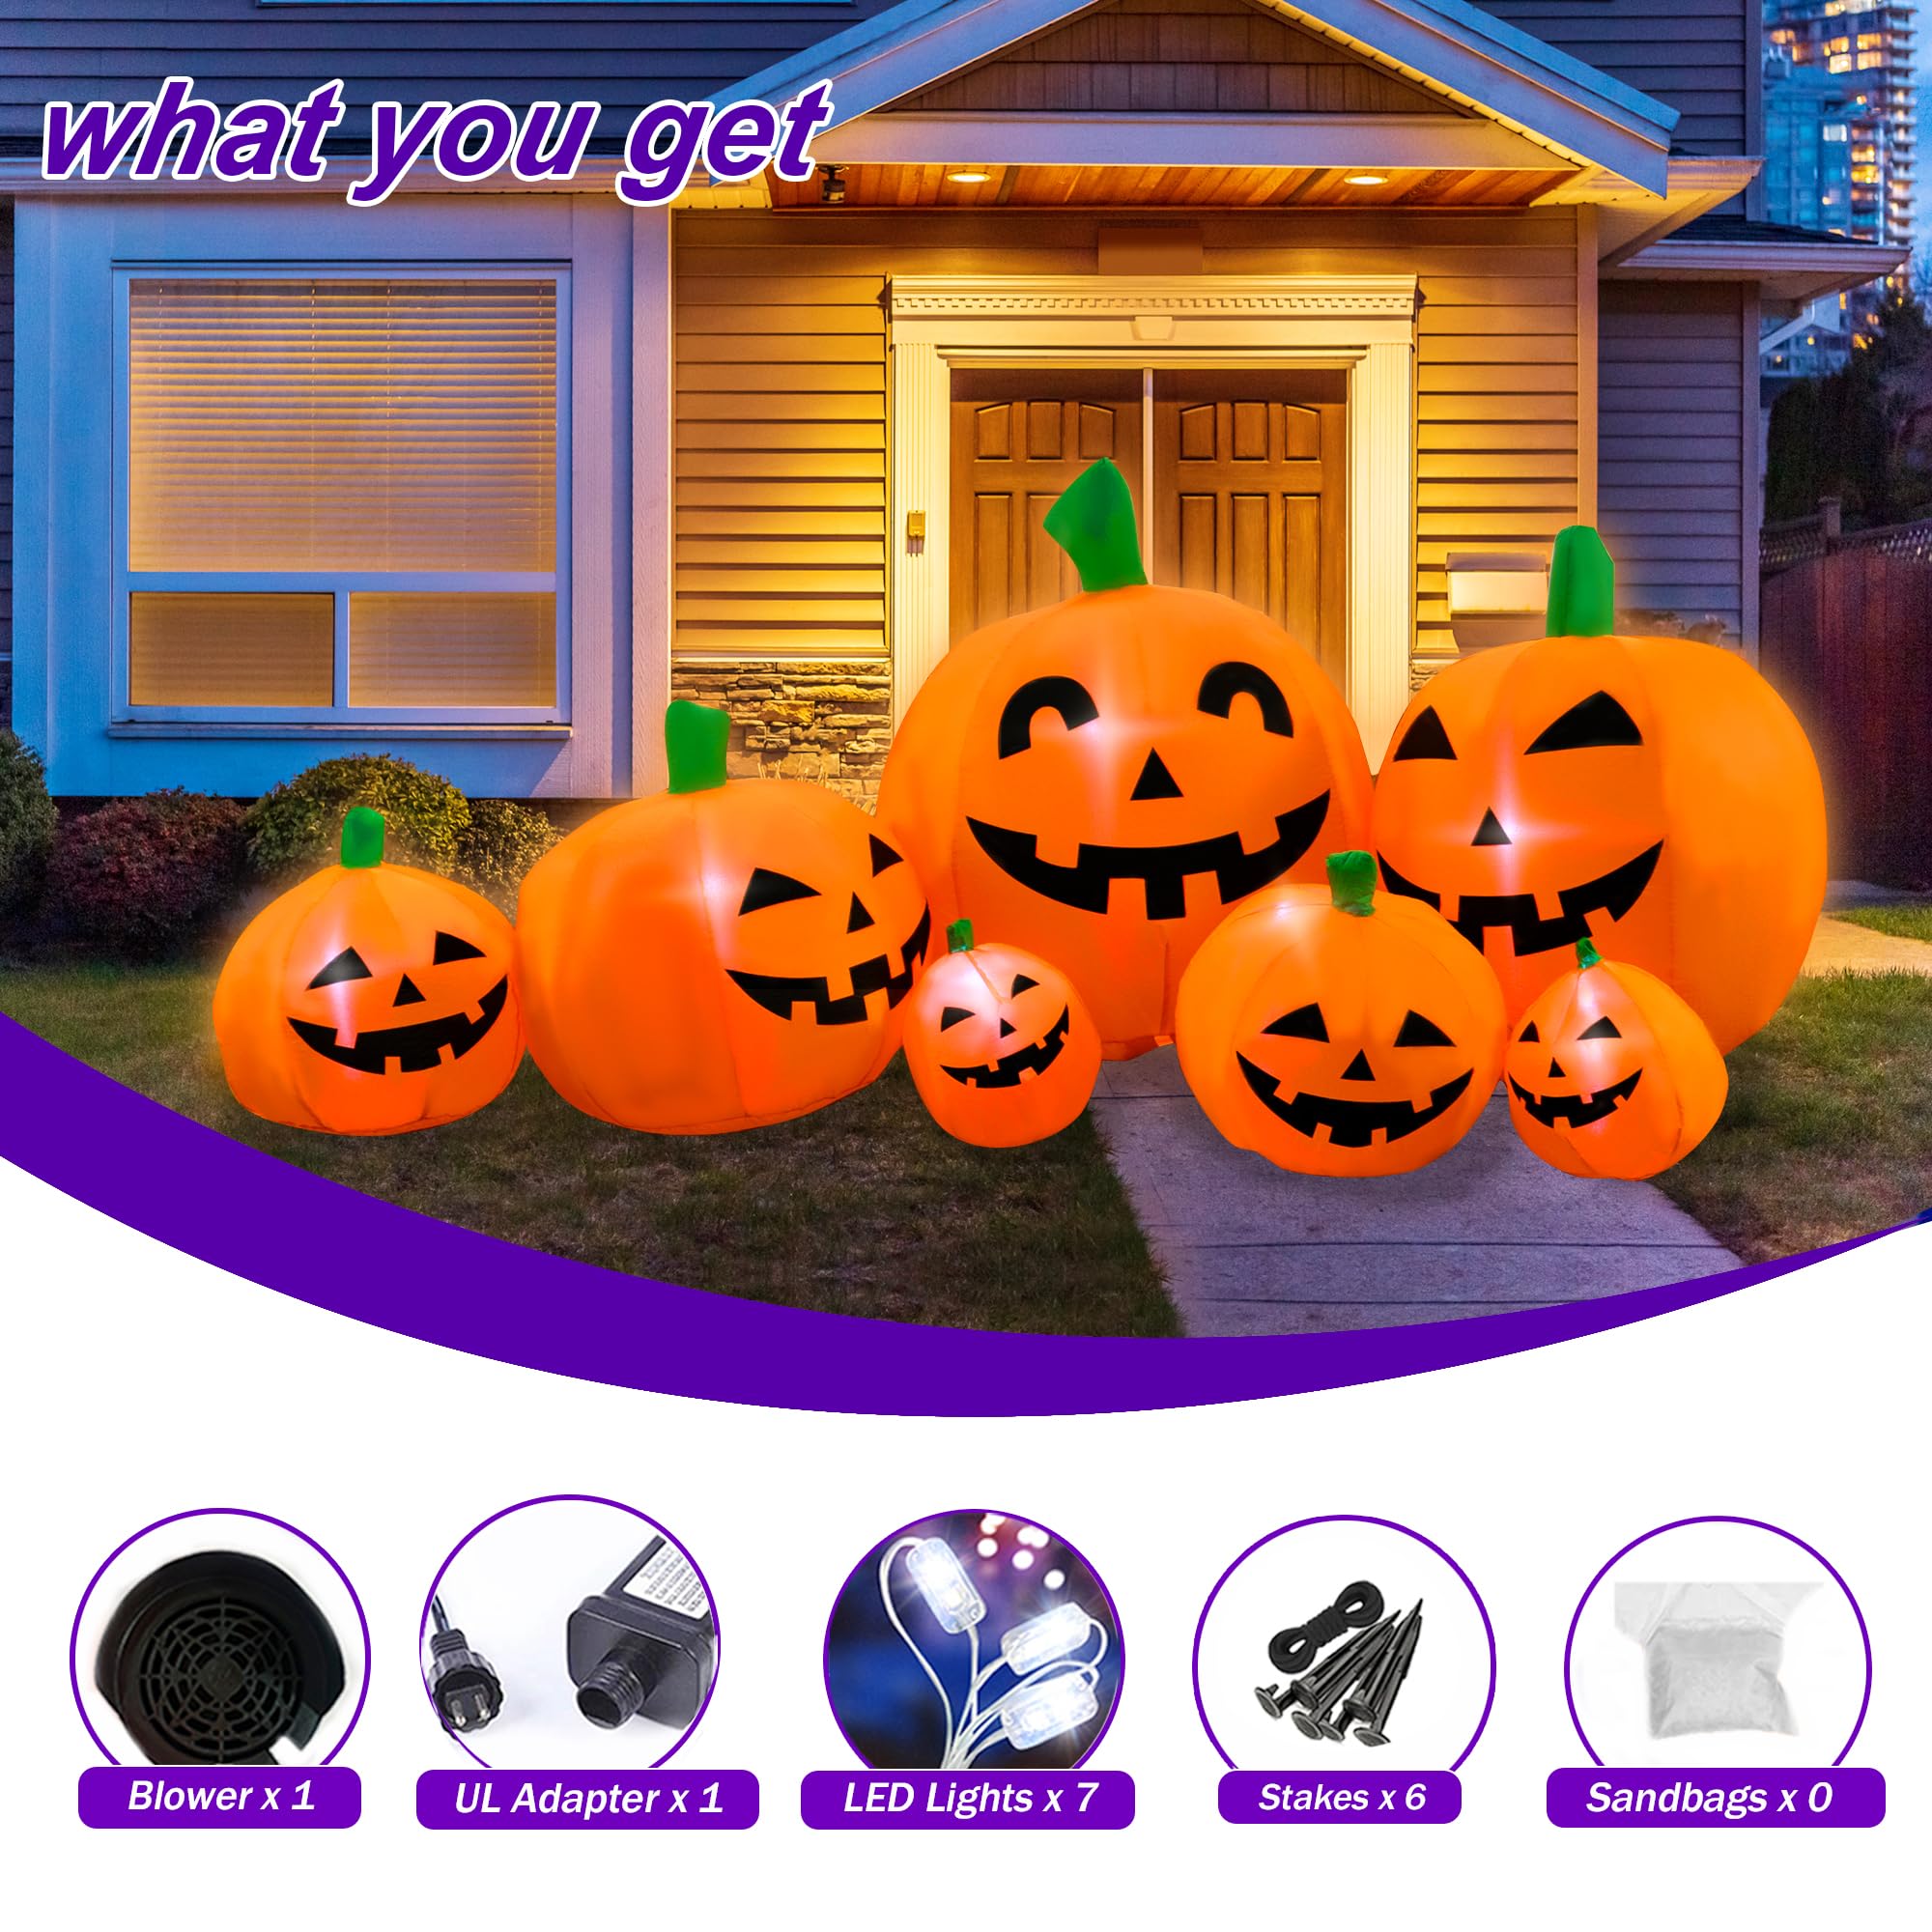 what you get
Blower x 1
UL Adapter x 1
LED Lights x 7
Stakes x 6
Sandbags x 0